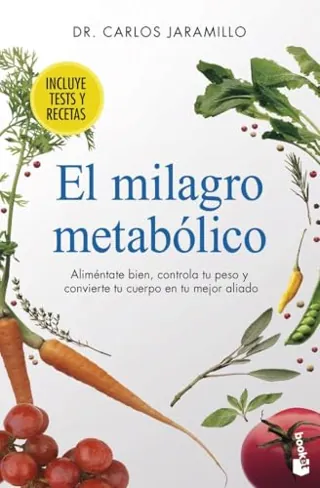 DR. CARLOS JARAMILLO
INCLUYE
TESTS Y
RECETAS
El milagro
metabólico
Aliméntate bien, controla tu peso y
convierte tu cuerpo en tu mejor aliado
booket